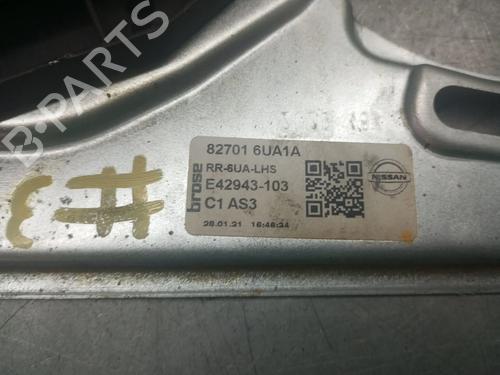 B-PARTS
82701 6UA1A
RR-6UA-LHS
E42943-103
C1 AS3
brose
28.01.21 16:46:34
NISSAN